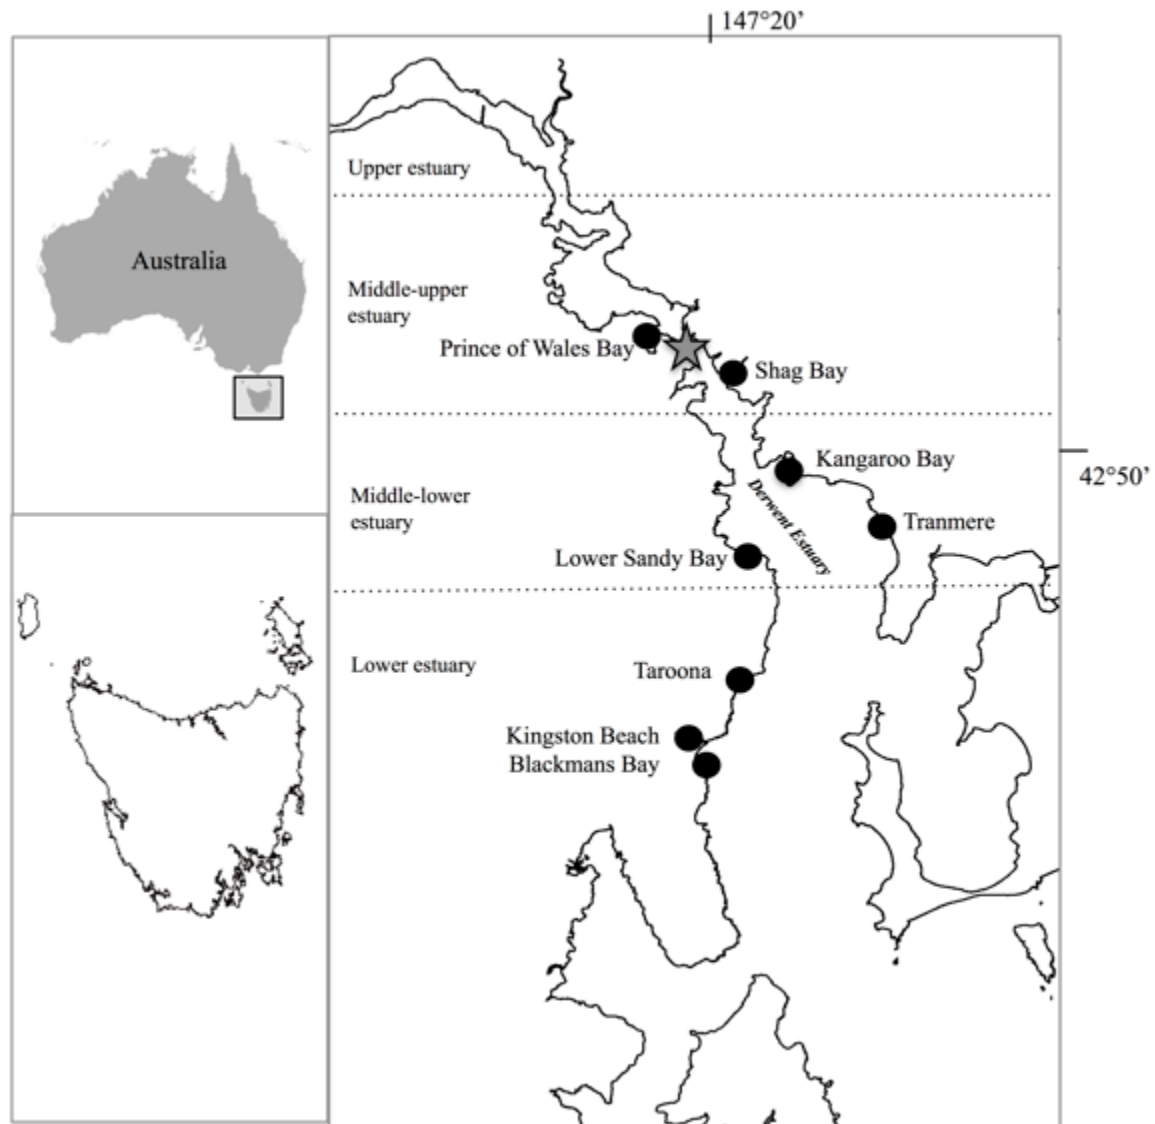 147°20’
Upper estuary
Australia
Middle-upper
estuary
Prince of Wales Bay
Shag Bay
Kangaroo Bay
42°50’
Middle-lower
estuary
Derwent Estuary
Tranmere
Lower Sandy Bay
Lower estuary
Taroona
Kingston Beach
Blackmans Bay